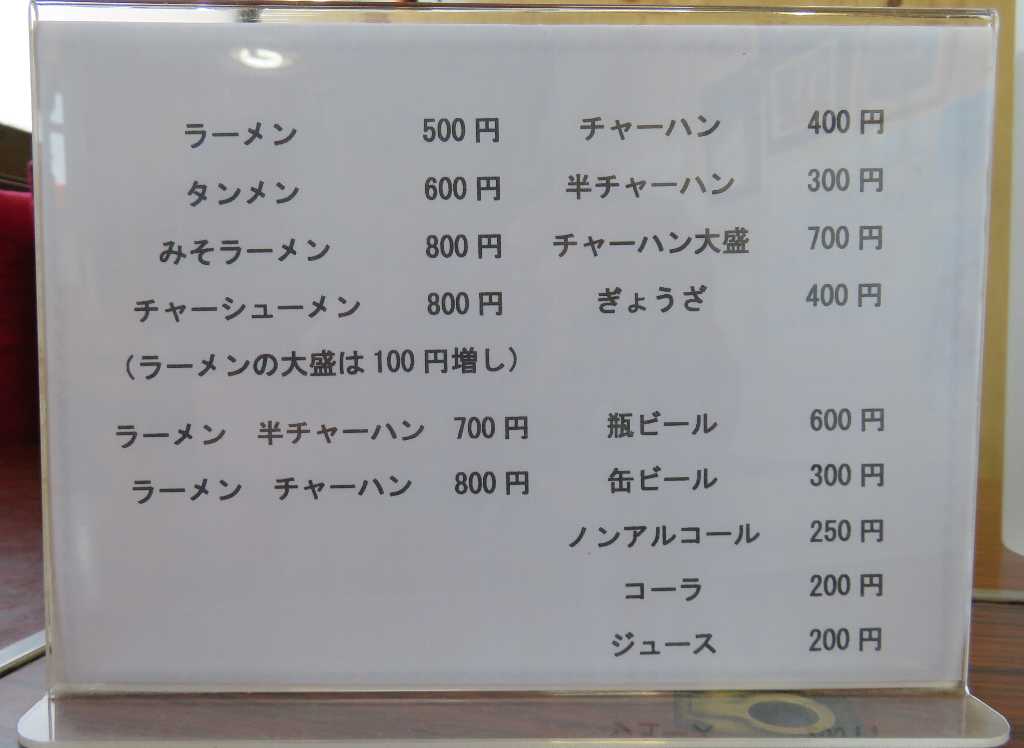 ラーメン 500円
タンメン 600円
みそラーメン 800円
チャーシューメン 800円
(ラーメンの大盛は100円増し)
ラーメン 半チャーハン 700円
ラーメン チャーハン 800円
チャーハン 400円
半チャーハン 300円
チャーハン大盛 700円
ぎょうざ 400円
瓶ビール 600円
缶ビール 300円
ノンアルコール 250円
コーラ 200円
ジュース 200円